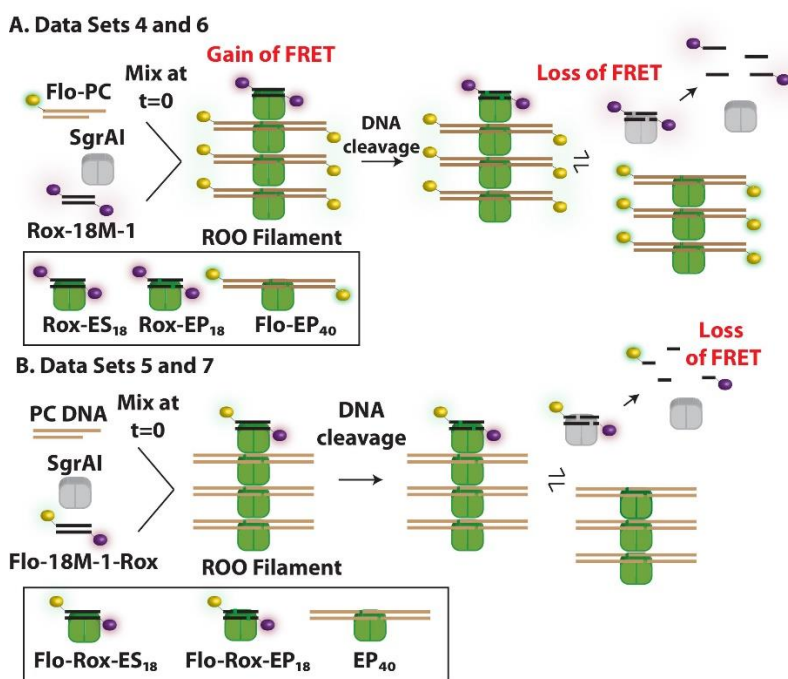 A. Data Sets 4 and 6
Gain of FRET
Flo-PC
Mix at
t=0
SgrAI
Rox-18M-1
ROO Filament
DNA
cleavage
Loss of FRET
Rox-ES₁₈
Rox-EP₁₈
Flo-EP₄₀
B. Data Sets 5 and 7
PC DNA
Mix at
t=0
SgrAI
Flo-18M-1-Rox
ROO Filament
DNA
cleavage
Loss
of FRET
Flo-Rox-ES₁₈
Flo-Rox-EP₁₈
EP₄₀